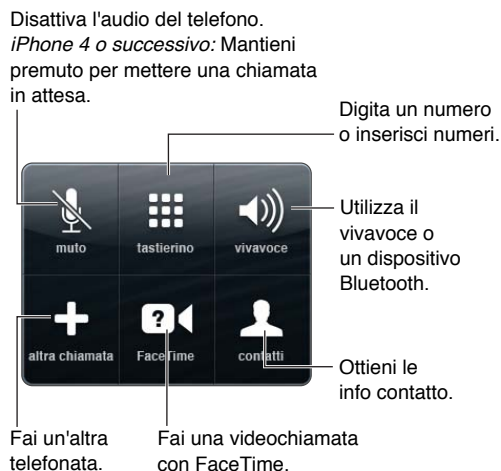 Disattiva l'audio del telefono.
iPhone 4 o successivo: Mantieni
premuto per mettere una chiamata
in attesa.
Digita un numero
o inserisci numeri.
muto
tastierino
vivavoce
Utilizza il
vivavoce o
un dispositivo
Bluetooth.
altra chiamata
?
FaceTime
contatti
Ottieni le
info contatto.
Fai un'altra
telefonata.
Fai una videochiamata
con FaceTime.